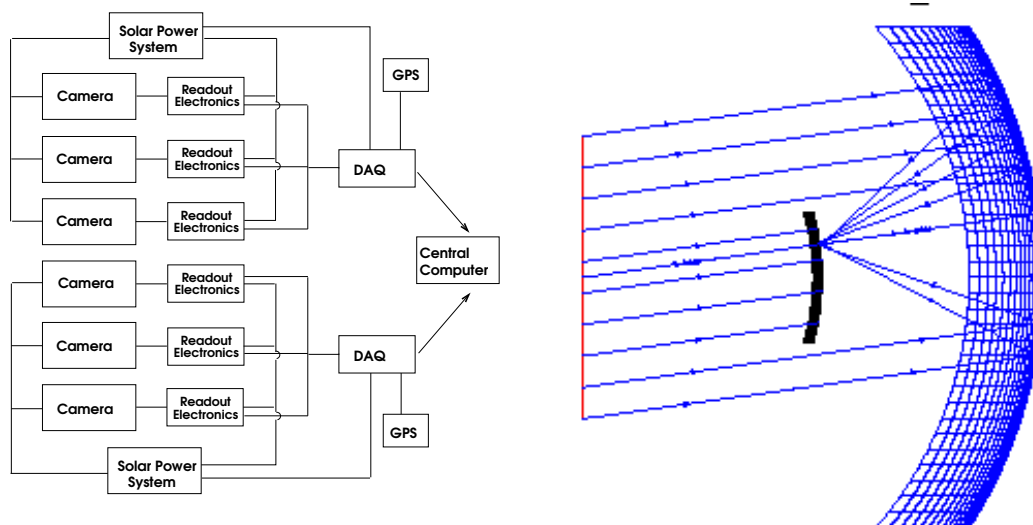 Solar Power
System
GPS
Camera
Readout
Electronics
Camera
Readout
Electronics
DAQ
Camera
Readout
Electronics
Central
Computer
Camera
Readout
Electronics
Camera
Readout
Electronics
DAQ
Camera
Readout
Electronics
GPS
Solar Power
System